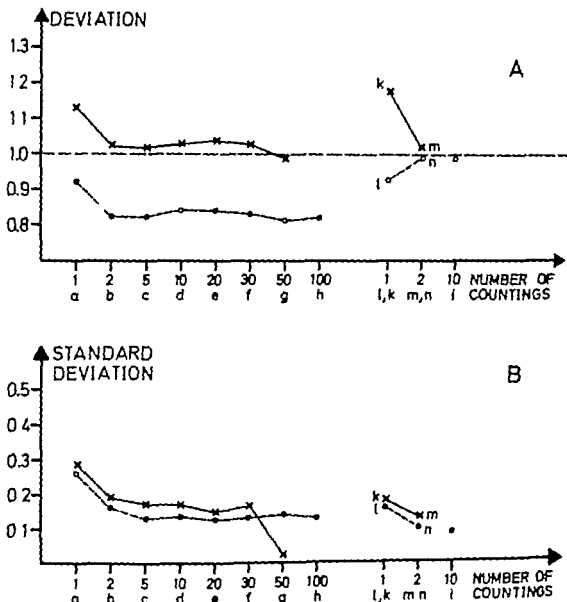 DEVIATION
A
1.3
1.2
1.1
1.0
0.9
0.8
k
m
n
l
1 2 5 10 20 30 50 100 1 2 10 NUMBER OF
a b c d e f g h l,k m,n i COUNTINGS
STANDARD
DEVIATION
B
0.5
0.4
0.3
0.2
0.1
k
m
l
n
1 2 5 10 20 30 50 100 1 2 10 NUMBER OF
a b c d e f g h l,k m n i COUNTINGS